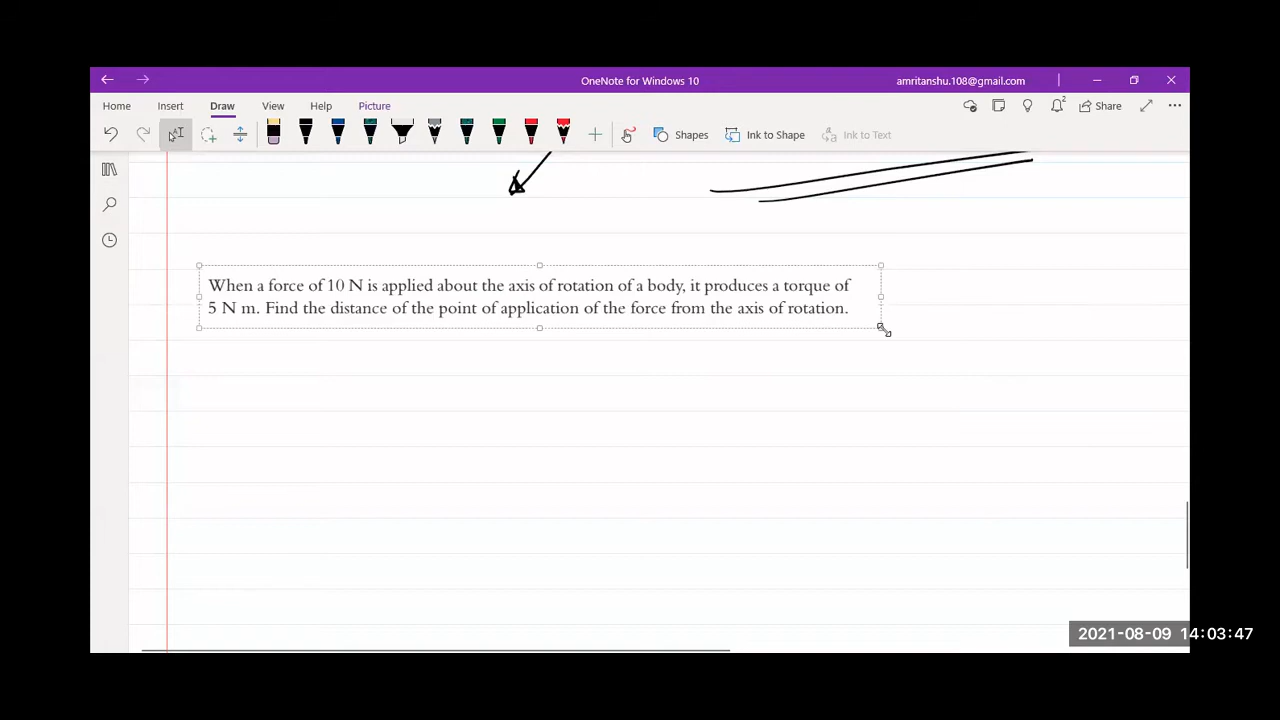 OneNote for Windows 10
amritanshu.108@gmail.com
Home Insert Draw View Help Picture
2
Share
Shapes
Ink to Shape
Ink to Text
When a force of 10 N is applied about the axis of rotation of a body, it produces a torque of
5 N m. Find the distance of the point of application of the force from the axis of rotation.
2021-08-09 14:03:47